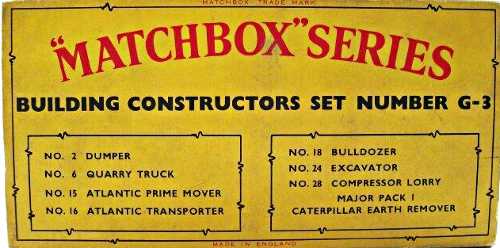 MATCHBOX TRADE MARK
"MATCHBOX" SERIES
BUILDING CONSTRUCTORS SET NUMBER G-3
NO. 2 DUMPER
NO. 6 QUARRY TRUCK
NO. 15 ATLANTIC PRIME MOVER
NO. 16 ATLANTIC TRANSPORTER
NO. 18 BULLDOZER
NO. 24 EXCAVATOR
NO. 28 COMPRESSOR LORRY
MAJOR PACK 1
CATERPILLAR EARTH REMOVER
MADE IN ENGLAND